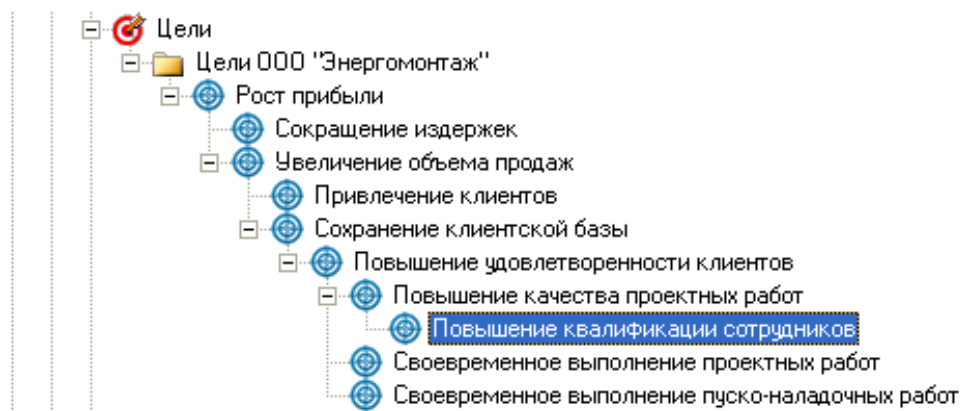 Цели
Цели ООО "Энергомонтаж"
Рост прибыли
Сокращение издержек
Увеличение объема продаж
Привлечение клиентов
Сохранение клиентской базы
Повышение удовлетворенности клиентов
Повышение качества проектных работ
Повышение квалификации сотрудников
Своевременное выполнение проектных работ
Своевременное выполнение пуско-наладочных работ